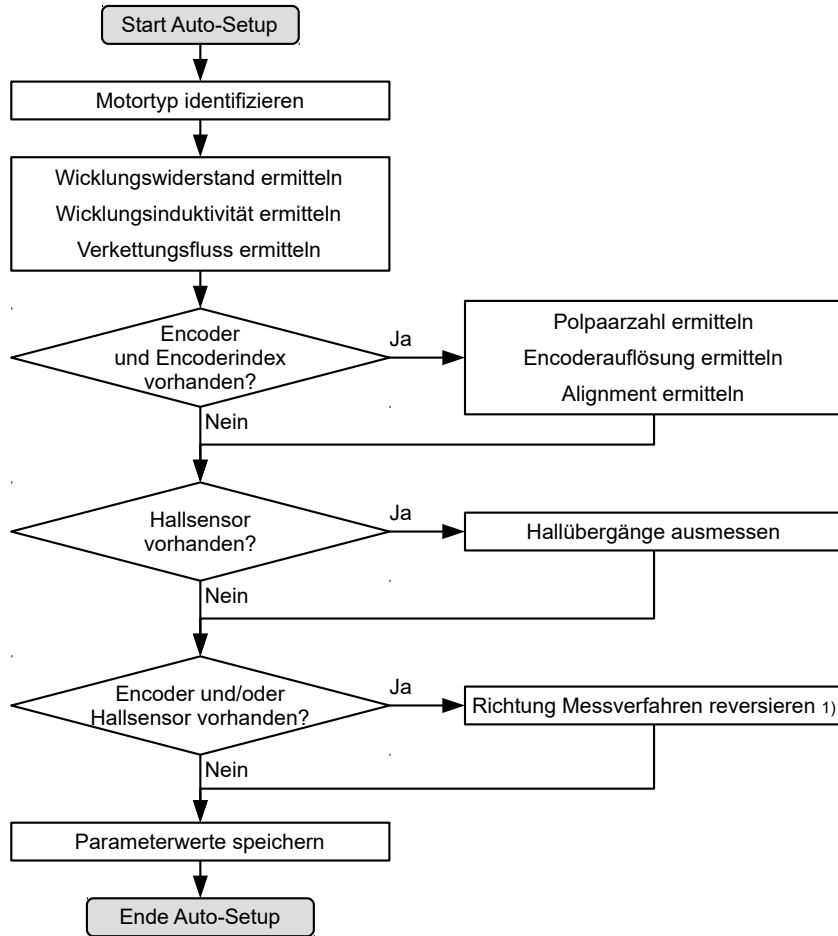 Start Auto-Setup
Motortyp identifizieren
Wicklungswiderstand ermitteln
Wicklungsinduktivität ermitteln
Verkettungsfluss ermitteln
Encoder
und Encoderindex
vorhanden?
Ja
Polpaarzahl ermitteln
Encoderauflösung ermitteln
Alignment ermitteln
Nein
Hallsensor
vorhanden?
Ja
Hallübergänge ausmessen
Nein
Encoder und/oder
Hallsensor vorhanden?
Ja
Richtung Messverfahren reversieren 1)
Nein
Parameterwerte speichern
Ende Auto-Setup